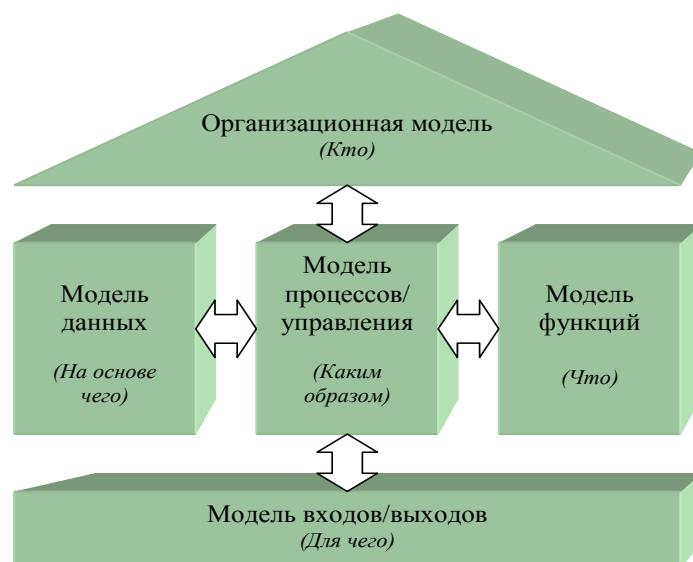 Организационная модель
(Кто)
Модель
данных
(На основе
чего)
Модель
процессов/
управления
(Каким
образом)
Модель
функций
(Что)
Модель входов/выходов
(Для чего)